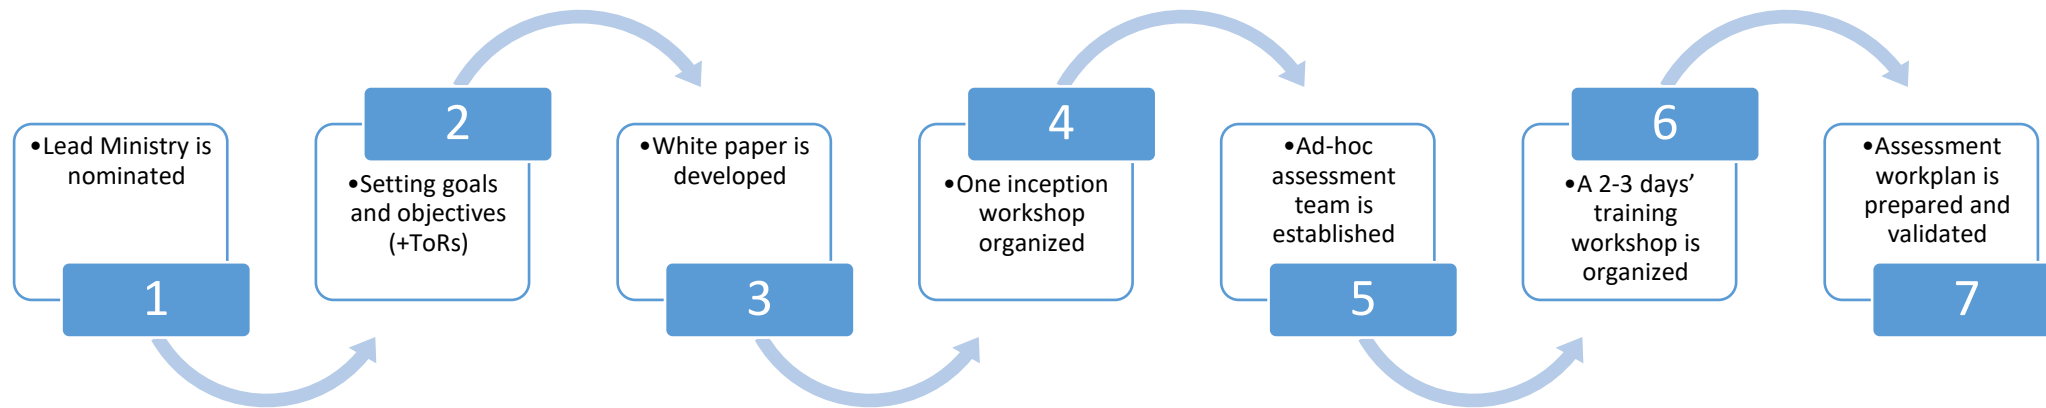 •Lead Ministry is
nominated
1
2
•Setting goals
and objectives
(+ToRs)
•White paper is
developed
3
4
•One inception
workshop
organized
•Ad-hoc
assessment
team is
established
5
6
•A 2-3 days’
training
workshop is
organized
•Assessment
workplan is
prepared and
validated
7